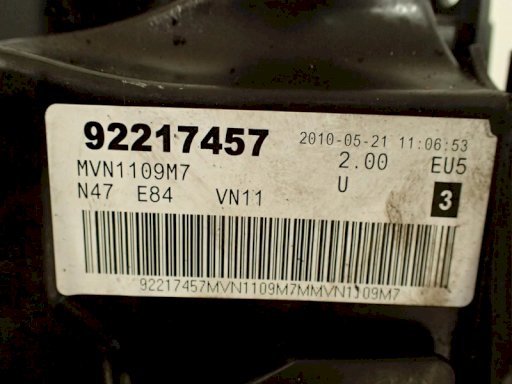 92217457 2010-05-21 11:06:53
MVN1109M7 2.00 EU5
N47 E84 VN11 U 3
92217457MVN1109M7MMVN1109M7